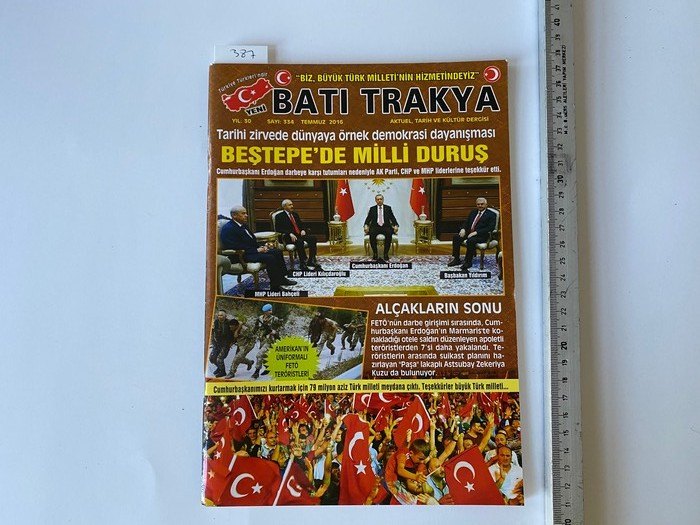 387
Türkiye Türklerindir
"BİZ, BÜYÜK TÜRK MİLLETİ'NİN HİZMETİNDEYİZ"
YENİ BATI TRAKYA
YIL: 30 SAYI: 334 TEMMUZ 2016 AKTUEL, TARİH VE KÜLTÜR DERGİSİ
Tarihi zirvede dünyaya örnek demokrasi dayanışması
BEŞTEPE'DE MİLLİ DURUŞ
Cumhurbaşkanı Erdoğan darbeye karşı tutumları nedeniyle AK Parti, CHP ve MHP liderlerine teşekkür etti.
MHP Lideri Bahçeli
CHP Lideri Kılıçdaroğlu
Cumhurbaşkanı Erdoğan
Başbakan Yıldırım
AMERİKAN'IN
ÜNİFORMALI
FETÖ
TERÖRİSTLERİ
ALÇAKLARIN SONU
FETÖ'nün darbe girişimi sırasında, Cum-
hurbaşkanı Erdoğan'ın Marmaris'te ko-
nakladığı otele saldırı düzenleyen apoletli
teröristlerden 7'si daha yakalandı. Te-
röristlerin arasında suikast planını ha-
zırlayan "Paşa" lakaplı Astsubay Zekeriya
Kuzu da bulunuyor.
Cumhurbaşkanımızı kurtarmak için 79 milyon aziz Türk milleti meydana çıktı. Teşekkürler büyük Türk milleti...